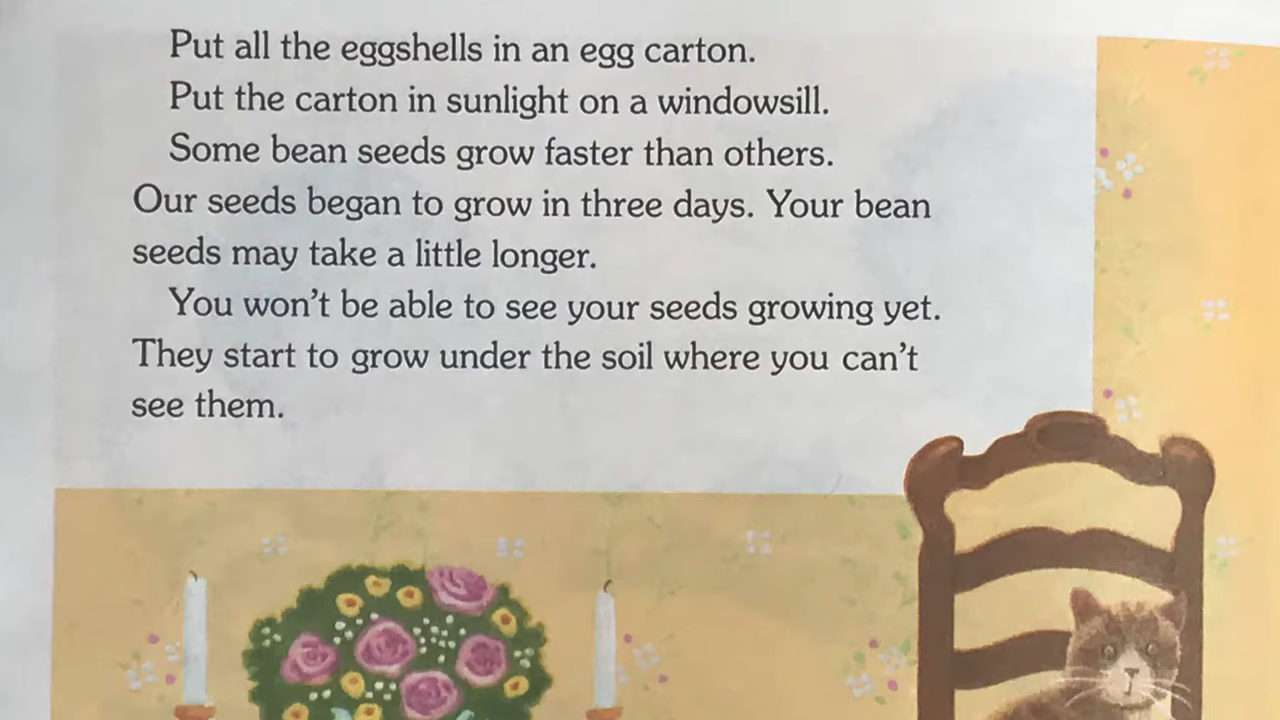 Put all the eggshells in an egg carton.
Put the carton in sunlight on a windowsill.
Some bean seeds grow faster than others.
Our seeds began to grow in three days. Your bean
seeds may take a little longer.
You won’t be able to see your seeds growing yet.
They start to grow under the soil where you can’t
see them.